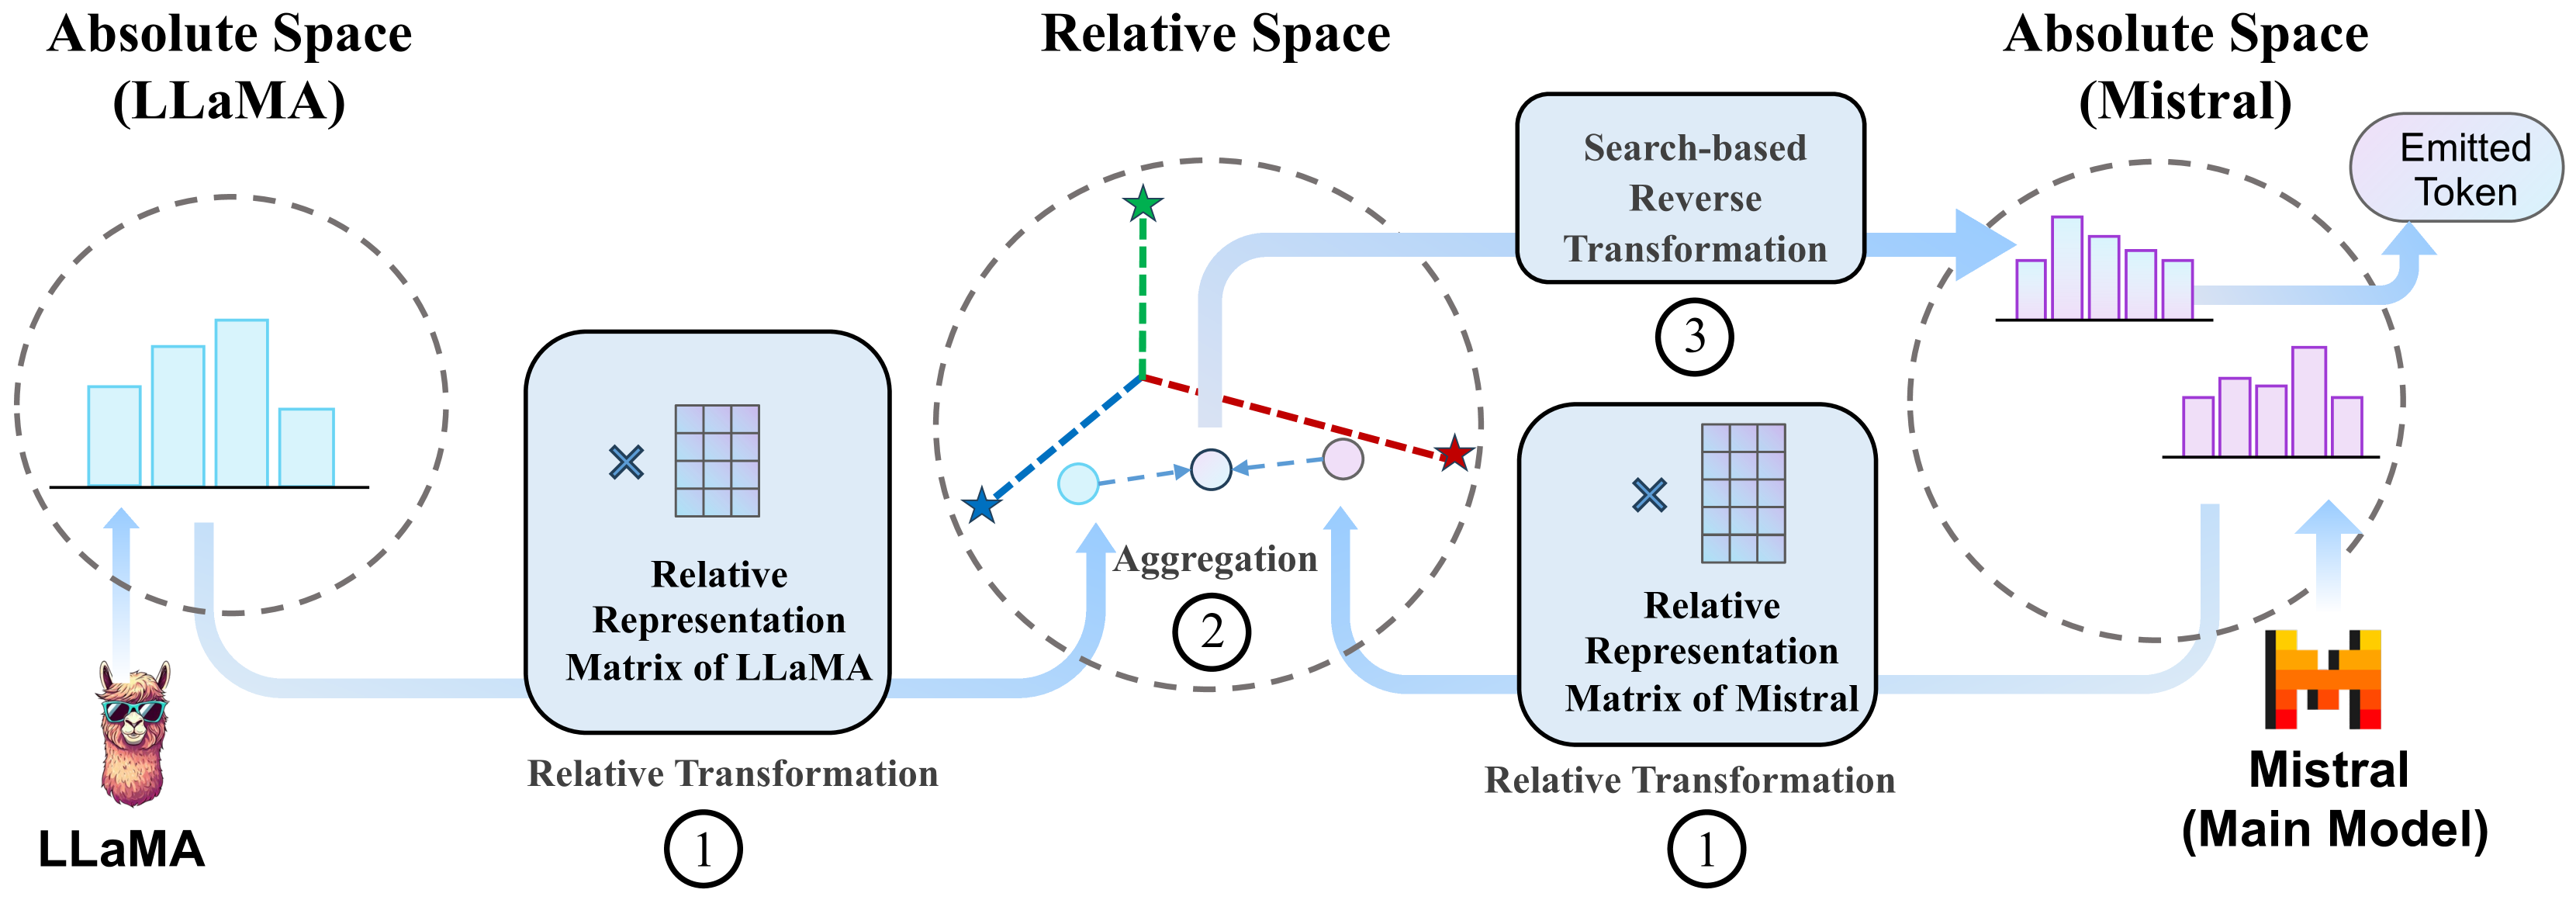 Absolute Space
(LLaMA)
Relative Space
Absolute Space
(Mistral)
Emitted
Token
Search-based
Reverse
Transformation
3
Relative
Representation
Matrix of LLaMA
Aggregation
2
Relative
Representation
Matrix of Mistral
Relative Transformation
1
Relative Transformation
1
LLaMA
Mistral
(Main Model)